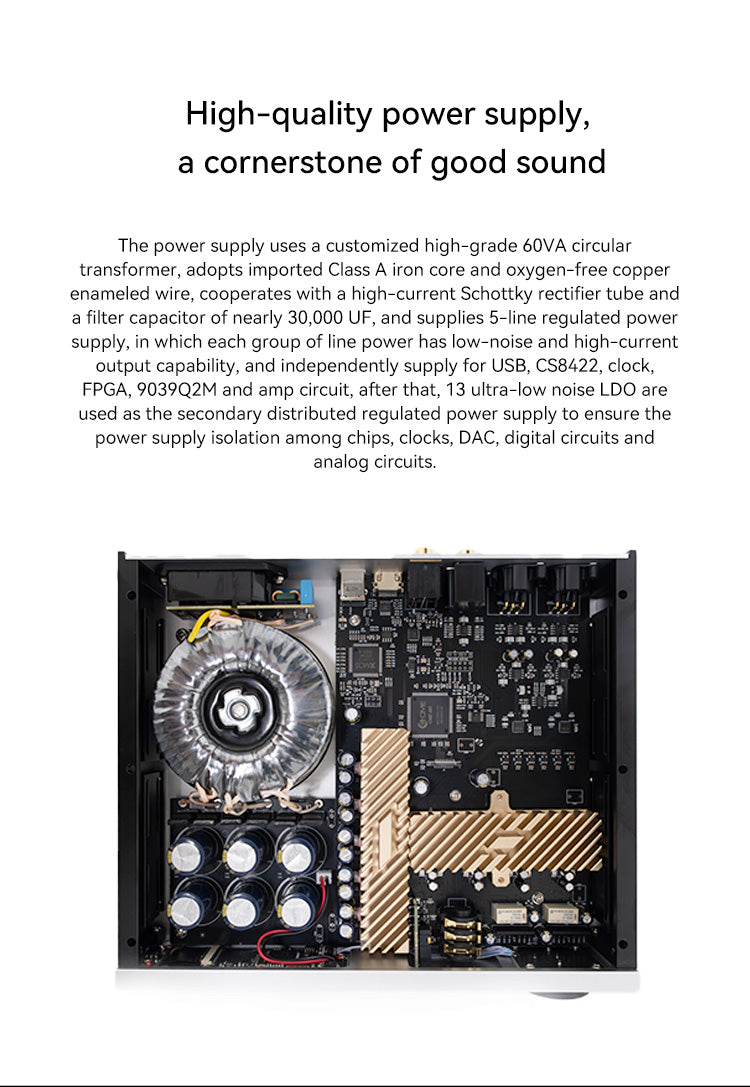 High-quality power supply,
a cornerstone of good sound
The power supply uses a customized high-grade 60VA circular
transformer, adopts imported Class A iron core and oxygen-free copper
enameled wire, cooperates with a high-current Schottky rectifier tube and
a filter capacitor of nearly 30,000 UF, and supplies 5-line regulated power
supply, in which each group of line power has low-noise and high-current
output capability, and independently supply for USB, CS8422, clock,
FPGA, 9039Q2M and amp circuit, after that, 13 ultra-low noise LDO are
used as the secondary distributed regulated power supply to ensure the
power supply isolation among chips, clocks, DAC, digital circuits and
analog circuits.
XMOS